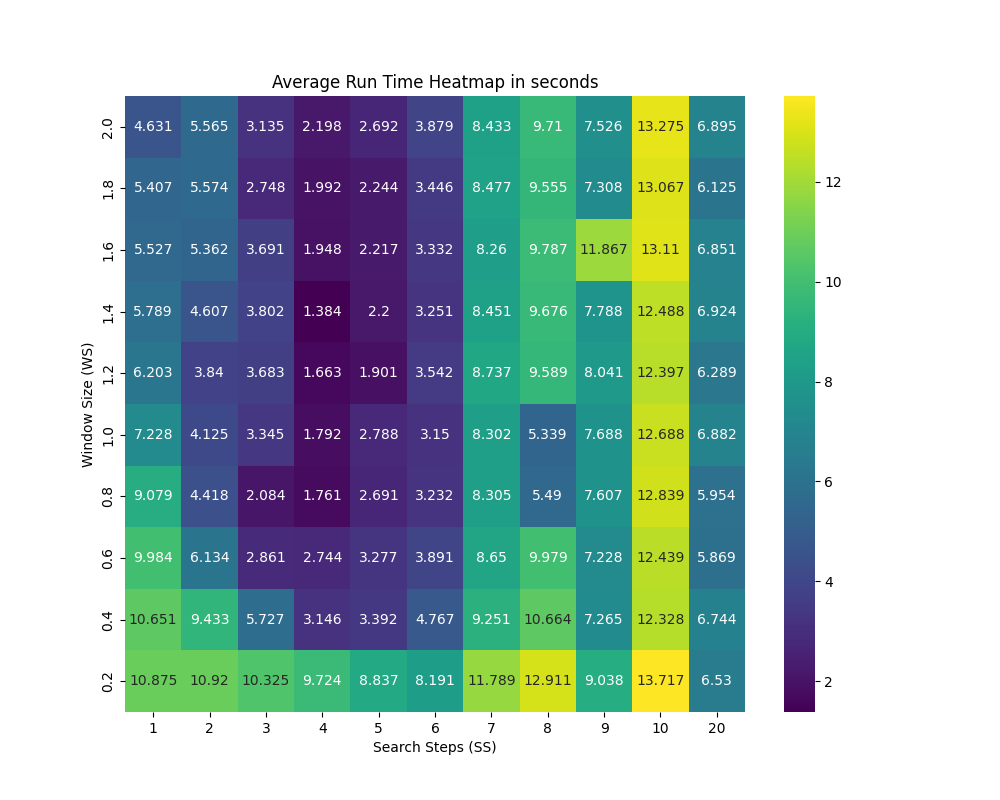 Average Run Time Heatmap in seconds
2.0 4.631 5.565 3.135 2.198 2.692 3.879 8.433 9.71 7.526 13.275 6.895
1.8 5.407 5.574 2.748 1.992 2.244 3.446 8.477 9.555 7.308 13.067 6.125 12
1.6 5.527 5.362 3.691 1.948 2.217 3.332 8.26 9.787 11.867 13.11 6.851
10
1.4 5.789 4.607 3.802 1.384 2.2 3.251 8.451 9.676 7.788 12.488 6.924
1.2 6.203 3.84 3.683 1.663 1.901 3.542 8.737 9.589 8.041 12.397 6.289 8
Window Size (WS)
1.0 7.228 4.125 3.345 1.792 2.788 3.15 8.302 5.339 7.688 12.688 6.882
0.8 9.079 4.418 2.084 1.761 2.691 3.232 8.305 5.49 7.607 12.839 5.954 6
0.6 9.984 6.134 2.861 2.744 3.277 3.891 8.65 9.979 7.228 12.439 5.869 4
0.4 10.651 9.433 5.727 3.146 3.392 4.767 9.251 10.664 7.265 12.328 6.744
0.2 10.875 10.92 10.325 9.724 8.837 8.191 11.789 12.911 9.038 13.717 6.53 2
1 2 3 4 5 6 7 8 9 10 20
Search Steps (SS)